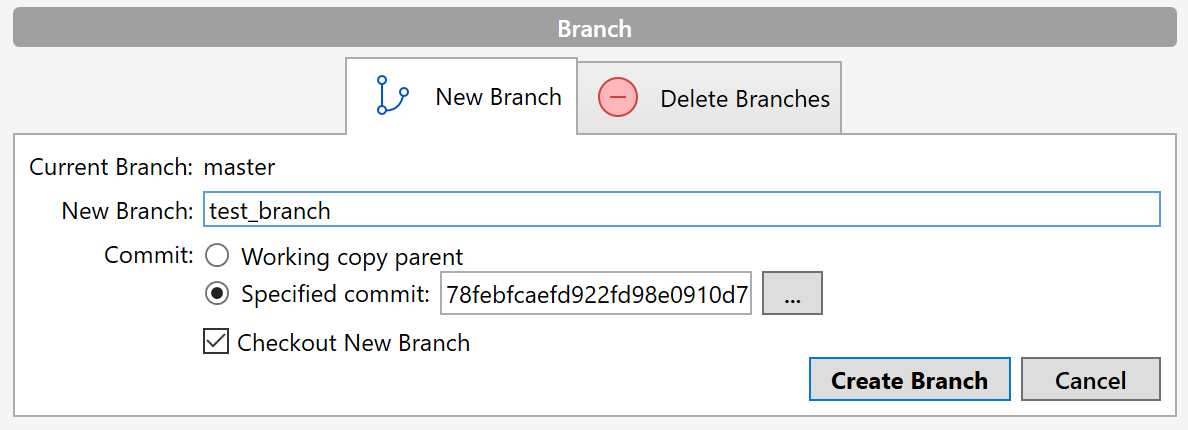 Branch
New Branch
Delete Branches
Current Branch: master
New Branch: test_branch
Commit: Working copy parent
Specified commit: 78febfcaefd922fd98e0910d7 ...
Checkout New Branch
Create Branch Cancel